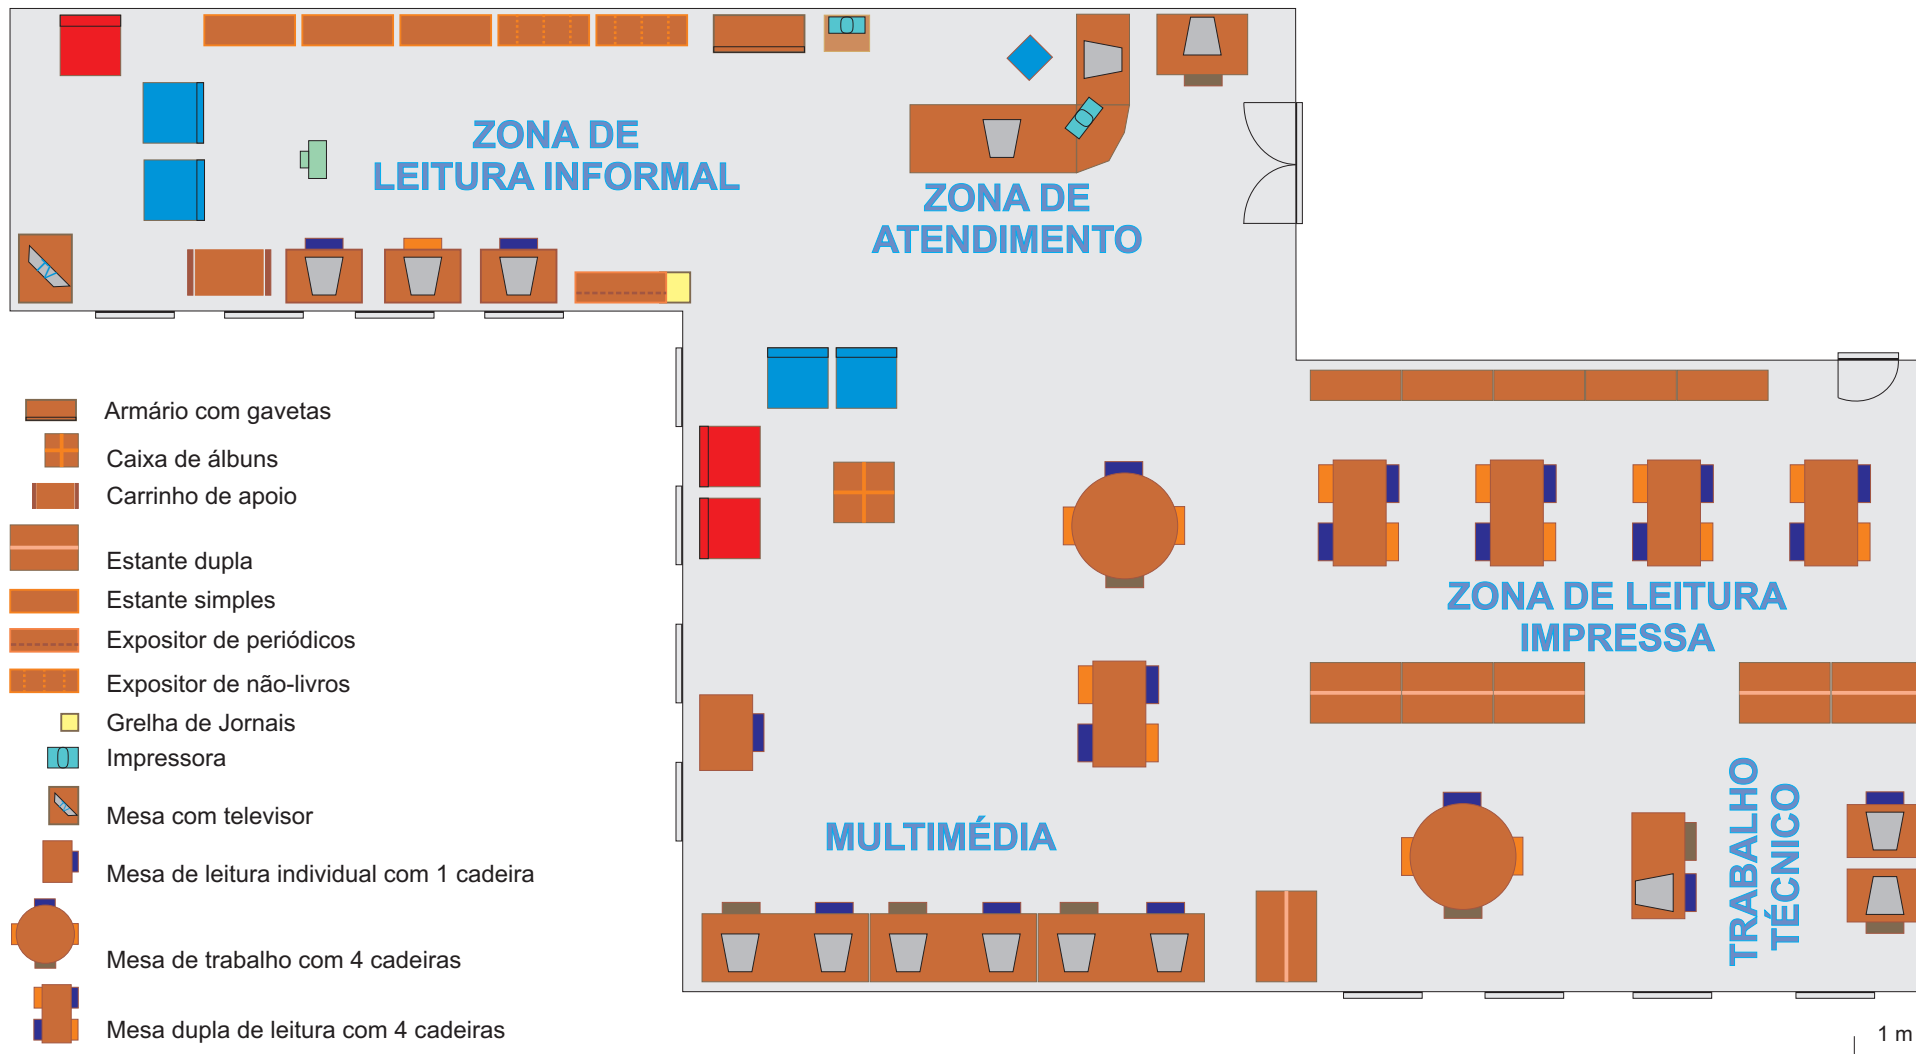 ZONA DE
LEITURA INFORMAL
ZONA DE
ATENDIMENTO
TV
Armário com gavetas
Caixa de álbuns
Carrinho de apoio
Estante dupla
Estante simples
Expositor de periódicos
Expositor de não-livros
Grelha de Jornais
Impressora
Mesa com televisor
Mesa de leitura individual com 1 cadeira
Mesa de trabalho com 4 cadeiras
Mesa dupla de leitura com 4 cadeiras
ZONA DE LEITURA
IMPRESSA
MULTIMÉDIA
TRABALHO
TÉCNICO
1 m